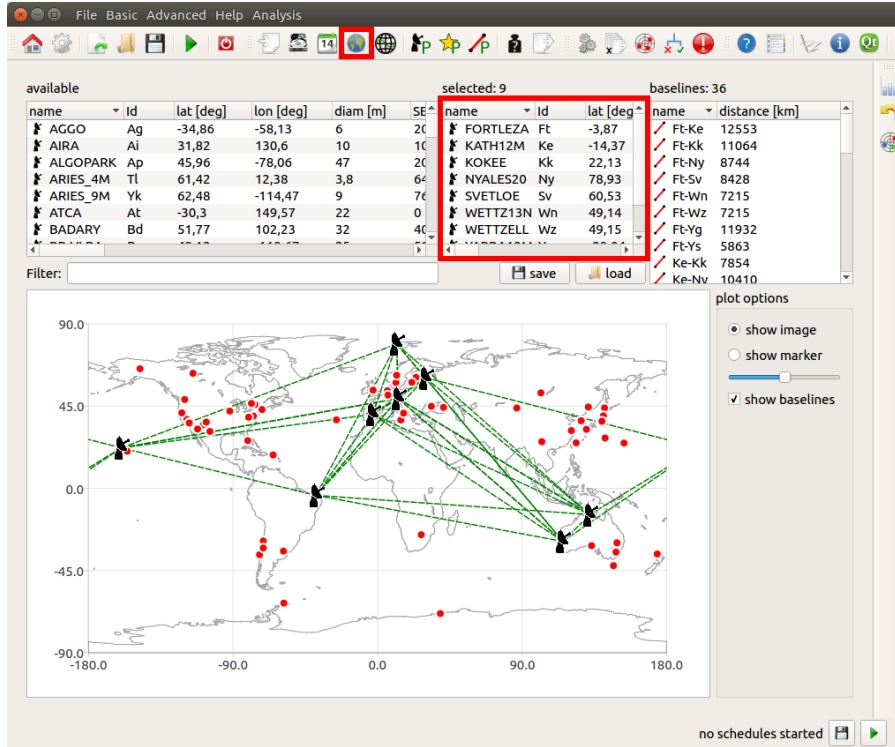 File Basic Advanced Help Analysis
14 P P P i Qt
available selected: 9 baselines: 36
name Id lat [deg] lon [deg] diam [m] name Id lat [deg name distance [km]
AGGO Ag -34,86 -58,13 6 FORTLEZA Ft -3,87 Ft-Ke 12553
AIRA Ai 31,82 130,6 10 KATH12M Ke -14,37 Ft-Kk 11064
ALGOPARK Ap 45,96 -78,06 47 KOKEE Kk 22,13 Ft-Ny 8744
ARIES_4M Tl 61,42 12,38 3,8 NYALES20 Ny 78,93 Ft-Sv 8428
ARIES_9M Yk 62,48 -114,47 9 SVETLOE Sv 60,53 Ft-Wn 7215
ATCA At -30,3 149,57 22 0 WETTZ13N Wn 49,14 Ft-Wz 7215
BADARY Bd 51,77 102,23 32 WETTZELL Wz 49,15 Ft-Yg 11932
Ft-Ys 5863
Ke-Kk 7854
Ke-Ny 10410
Filter: save load
plot options
show image
show marker
show baselines
90.0
45.0
0.0
-45.0
-90.0
-180.0 -90.0 0.0 90.0 180.0
no schedules started